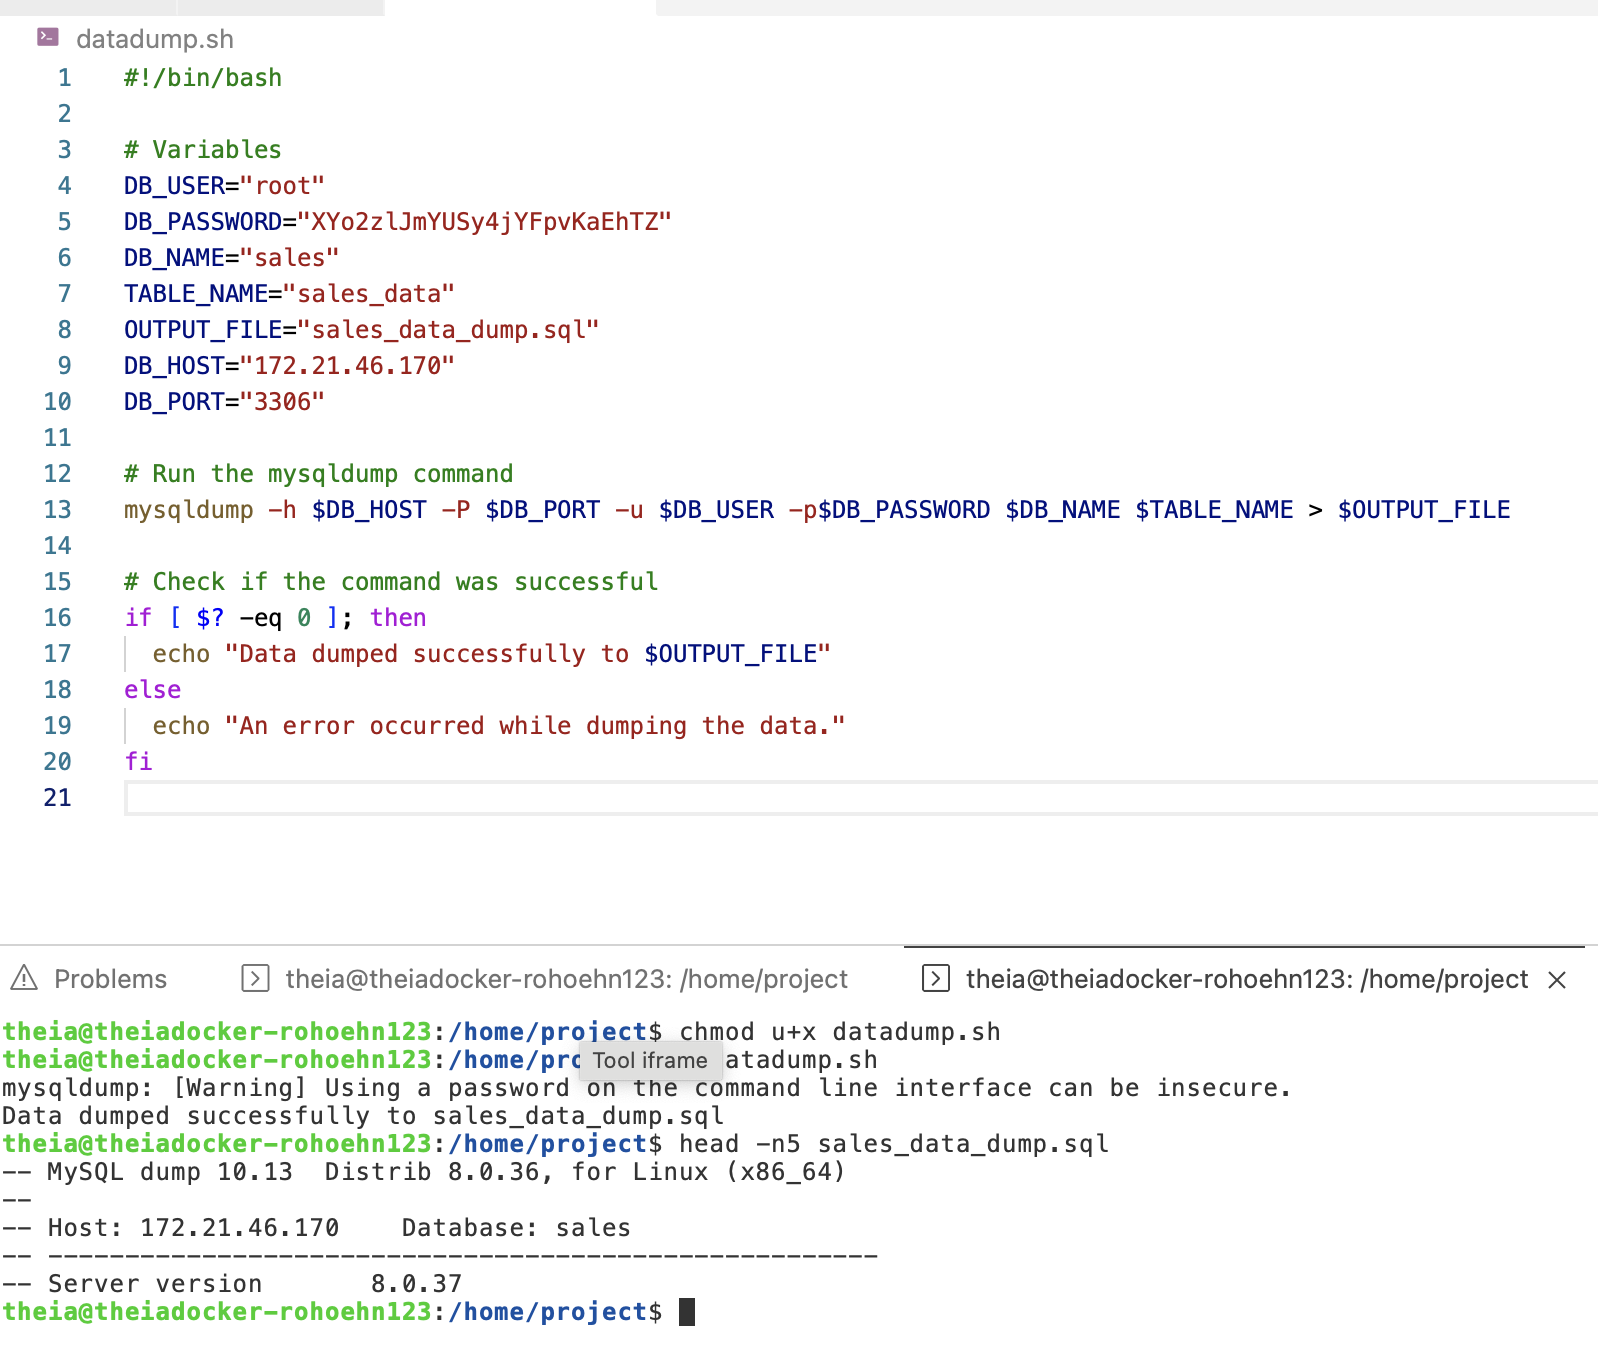 datadump.sh
1 #!/bin/bash
2
3 # Variables
4 DB_USER="root"
5 DB_PASSWORD="XYo2zlJmYUSy4jYFpvKaEhTZ"
6 DB_NAME="sales"
7 TABLE_NAME="sales_data"
8 OUTPUT_FILE="sales_data_dump.sql"
9 DB_HOST="172.21.46.170"
10 DB_PORT="3306"
11
12 # Run the mysqldump command
13 mysqldump -h $DB_HOST -P $DB_PORT -u $DB_USER -p$DB_PASSWORD $DB_NAME $TABLE_NAME > $OUTPUT_FILE
14
15 # Check if the command was successful
16 if [ $? -eq 0 ]; then
17   echo "Data dumped successfully to $OUTPUT_FILE"
18 else
19   echo "An error occurred while dumping the data."
20 fi
21
Problems theia@theiadocker-rohoehn123: /home/project theia@theiadocker-rohoehn123: /home/project
theia@theiadocker-rohoehn123:/home/project$ chmod u+x datadump.sh
theia@theiadocker-rohoehn123:/home/pro Tool iframe atadump.sh
mysqldump: [Warning] Using a password on the command line interface can be insecure.
Data dumped successfully to sales_data_dump.sql
theia@theiadocker-rohoehn123:/home/project$ head -n5 sales_data_dump.sql
-- MySQL dump 10.13  Distrib 8.0.36, for Linux (x86_64)
--
-- Host: 172.21.46.170    Database: sales
-- ------------------------------------------------------
-- Server version       8.0.37
theia@theiadocker-rohoehn123:/home/project$